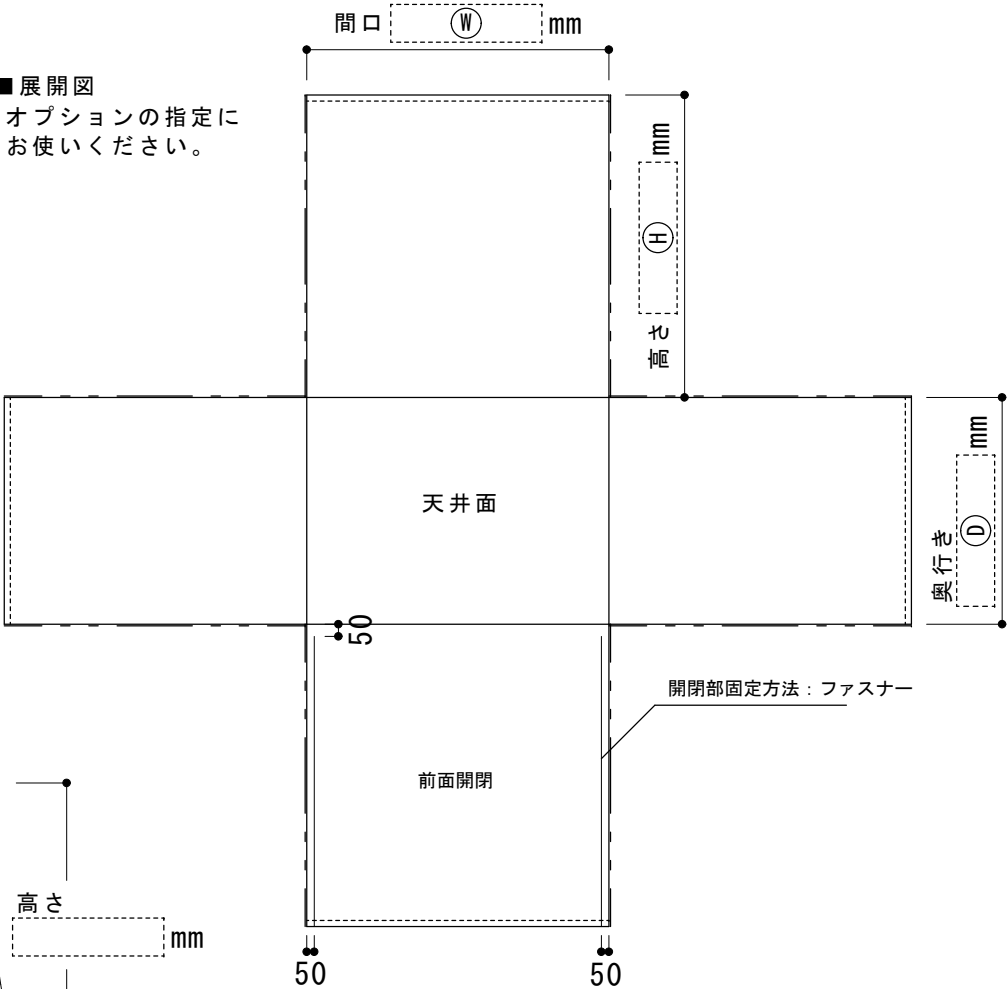 間口 Ⓦ mm
■展開図
オプションの指定に
お使いください。
高さ Ⓗ mm
天井面
奥行き Ⓓ mm
50
開閉部固定方法：ファスナー
前面開閉
高さ
mm
50
50